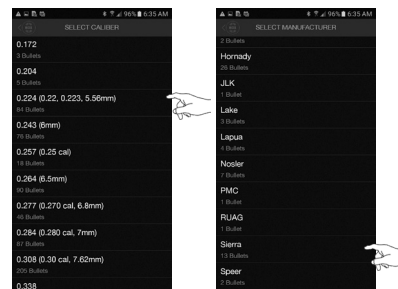 96% 6:35 AM
SELECT CALIBER
0.172
3 Bullets
0.204
5 Bullets
0.224 (0.22, 0.223, 5.56mm)
84 Bullets
0.243 (6mm)
76 Bullets
0.257 (0.25 cal)
18 Bullets
0.264 (6.5mm)
90 Bullets
0.277 (0.270 cal, 6.8mm)
46 Bullets
0.284 (0.280 cal, 7mm)
87 Bullets
0.308 (0.30 cal, 7.62mm)
205 Bullets
0.338
96% 6:35 AM
SELECT MANUFACTURER
2 Bullets
Hornady
26 Bullets
JLK
1 Bullet
Lake
3 Bullets
Lapua
4 Bullets
Nosler
7 Bullets
PMC
1 Bullet
RUAG
1 Bullet
Sierra
13 Bullets
Speer
2 Bullets